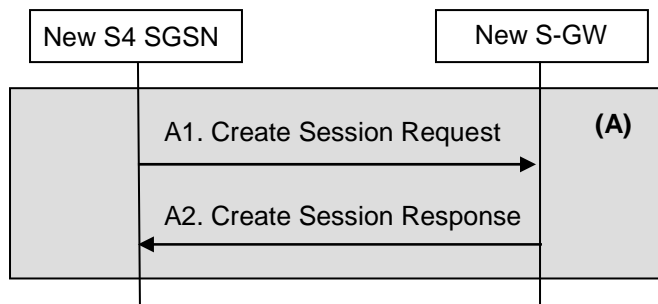 New S4 SGSN
New S-GW
(A)
A1. Create Session Request
A2. Create Session Response